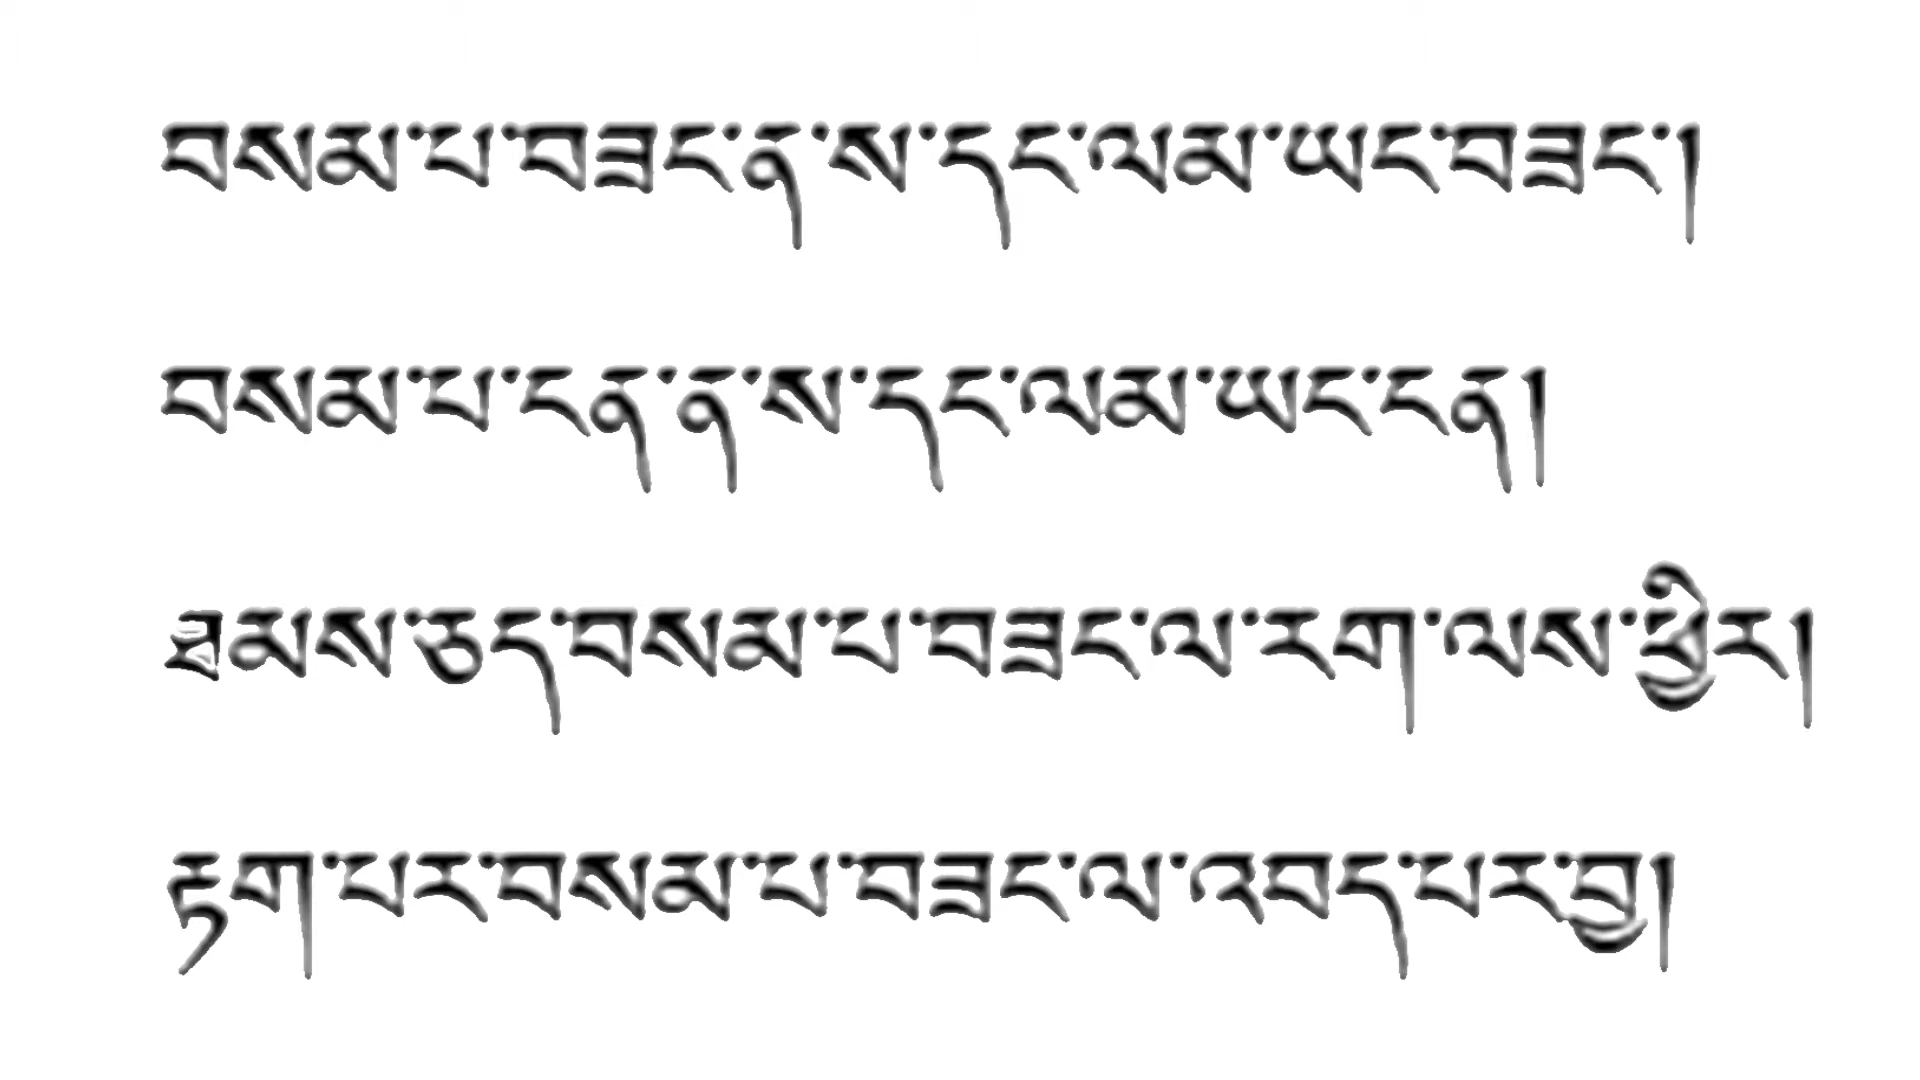 བསམ་པ་བཟང་ན་ས་དང་ལམ་ཡང་བཟང་།
བསམ་པ་ངན་ན་ས་དང་ལམ་ཡང་ངན།
ཐམས་ཅད་བསམ་པ་བཟང་ལ་རག་ལས་ཕྱིར།
རྟག་པར་བསམ་པ་བཟང་ལ་འབད་པར་བྱ།